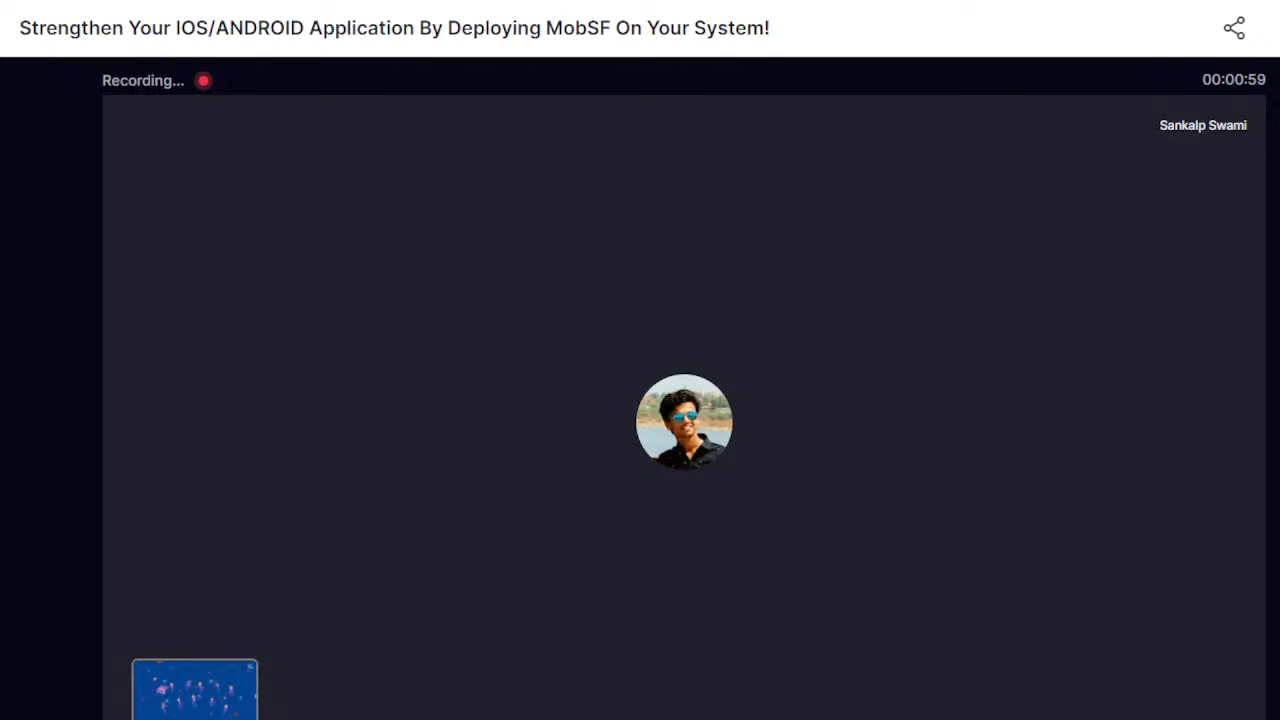 Strengthen Your IOS/ANDROID Application By Deploying MobSF On Your System!
Recording...
00:00:59
Sankalp Swami